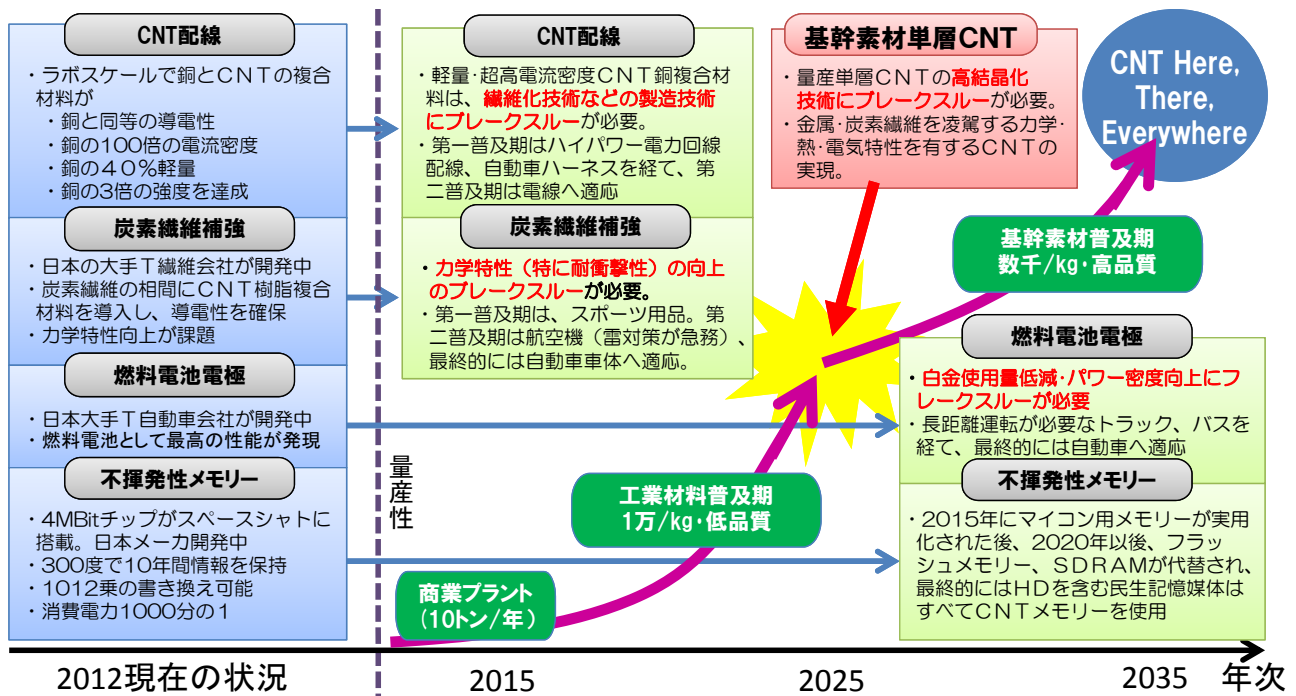 CNT配線
・ラボスケールで銅とCNTの複合
材料が
・銅と同等の導電性
・銅の100倍の電流密度
・銅の40%軽量
・銅の3倍の強度を達成
炭素繊維補強
・日本の大手T繊維会社が開発中
・炭素繊維の相間にCNT樹脂複合
材料を導入し、導電性を確保
・力学特性向上が課題
燃料電池電極
・日本大手T自動車会社が開発中
・燃料電池として最高の性能が発現
不揮発性メモリー
・4MBitチップがスペースシャトに
搭載。日本メーカ開発中
・300度で10年間情報を保持
・1012乗の書き換え可能
・消費電力1000分の1
CNT配線
・軽量・超高電流密度CNT銅複合材
料は、繊維化技術などの製造技術
にブレークスルーが必要。
・第一普及期はハイパワー電力回線
配線、自動車ハーネスを経て、第
二普及期は電線へ適応
炭素繊維補強
・力学特性（特に耐衝撃性）の向上
のブレークスルーが必要。
・第一普及期は、スポーツ用品。第
二普及期は航空機（雷対策が急務）、
最終的には自動車車体へ適応。
基幹素材単層CNT
・量産単層CNTの高結晶化
技術にブレークスルーが必要。
・金属・炭素繊維を凌駕する力学・
熱・電気特性を有するCNTの
実現。
CNT Here,
There,
Everywhere
基幹素材普及期
数千/kg・高品質
燃料電池電極
・白金使用量低減・パワー密度向上にブ
レークスルーが必要
・長距離運転が必要なトラック、バスを
経て、最終的には自動車へ適応
不揮発性メモリー
・2015年にマイコン用メモリーが実用
化された後、2020年以後、フラッ
シュメモリー、SDRAMが代替され、
最終的にはHDを含む民生記憶媒体は
すべてCNTメモリーを使用
量産性
工業材料普及期
1万/kg・低品質
商業プラント
(10トン/年)
2012現在の状況
2015
2025
2035
年次